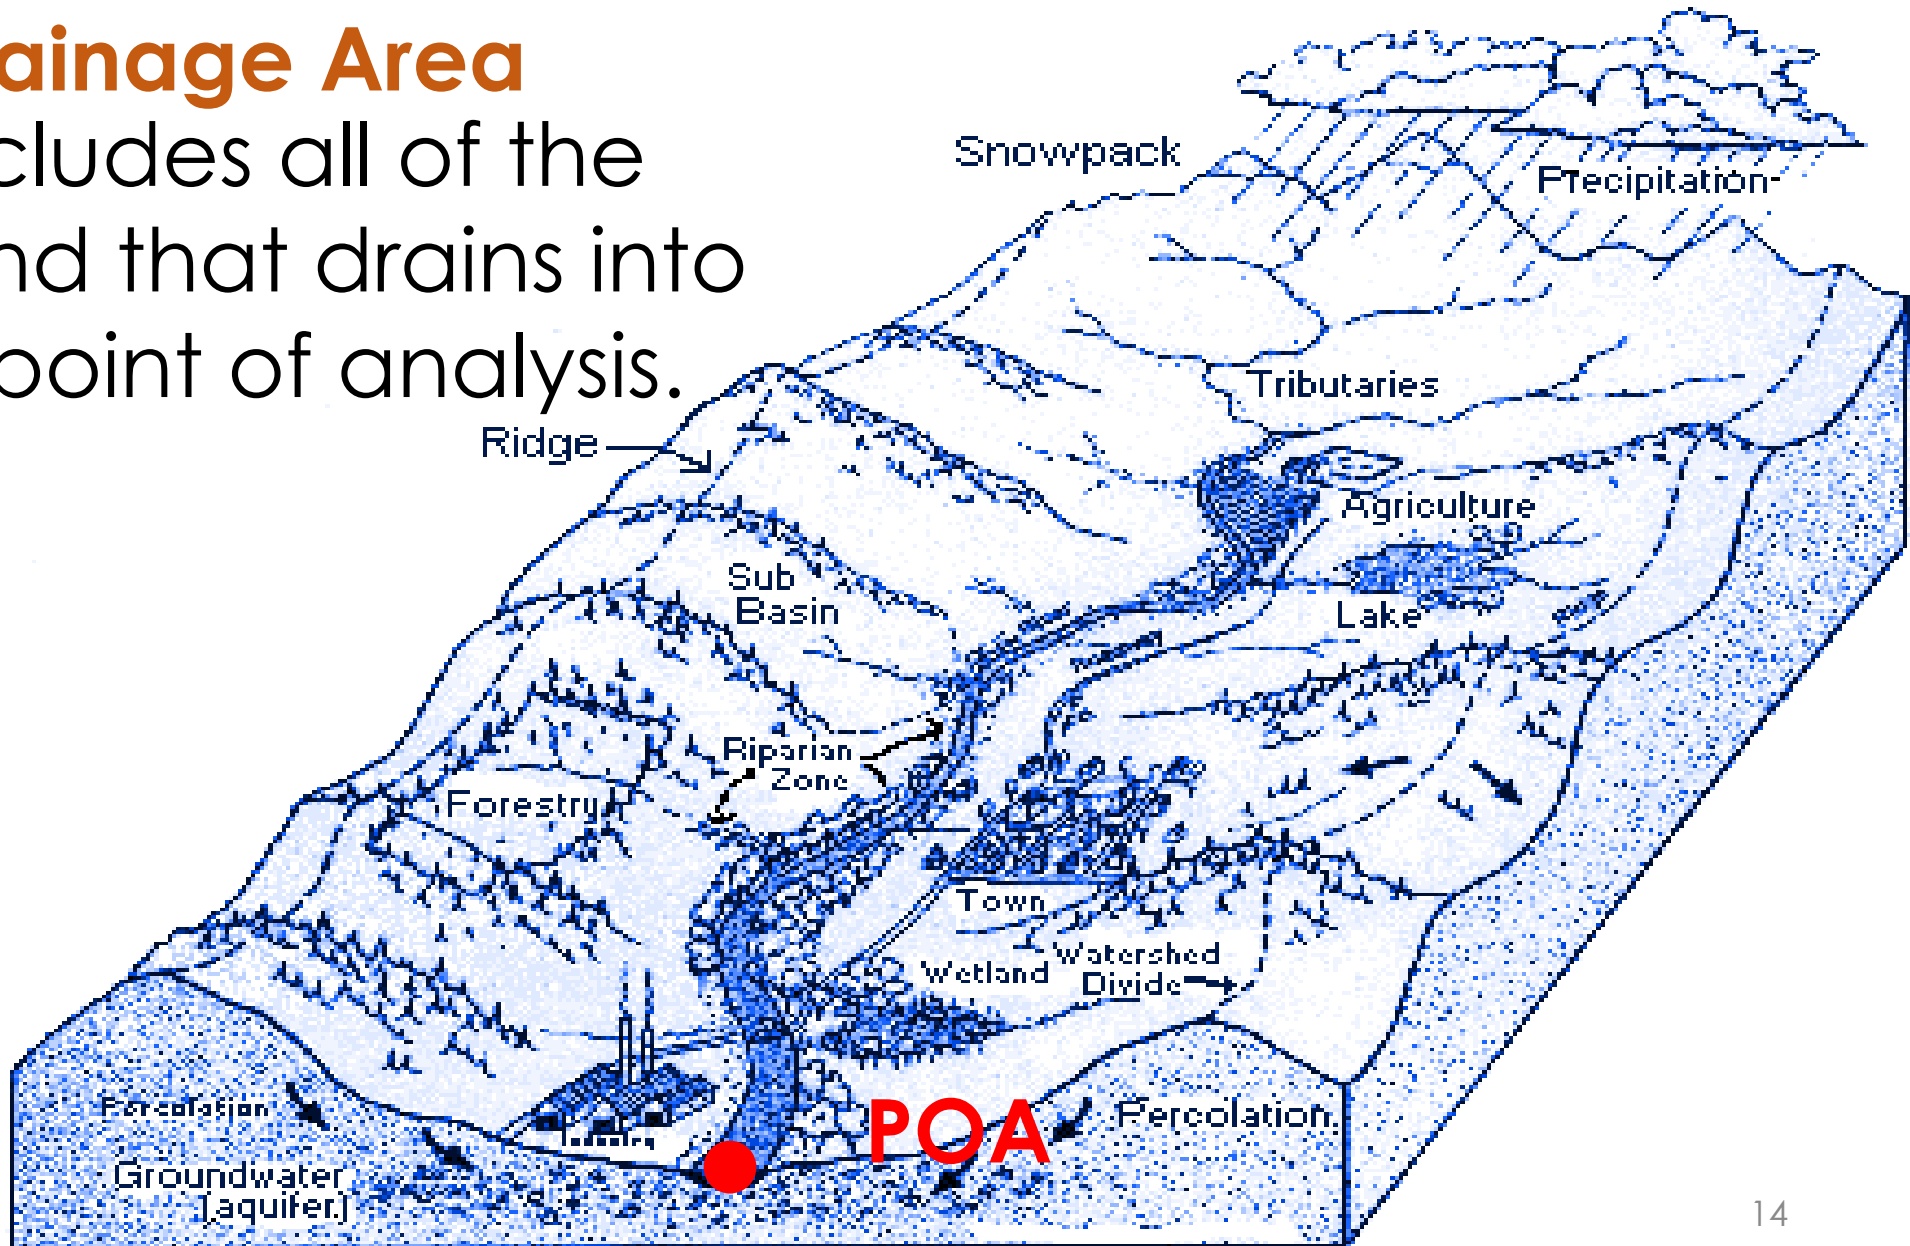 ainage Area
cludes all of the
nd that drains into
point of analysis.
Snowpack
Precipitation
Tributaries
Ridge
Agriculture
Sub
Basin
Lake
Riparian
Zone
Forestry
Town
Wetland
Watershed
Divide
Percolation
Industry
POA
Percolation
Groundwater
(aquifer)
14